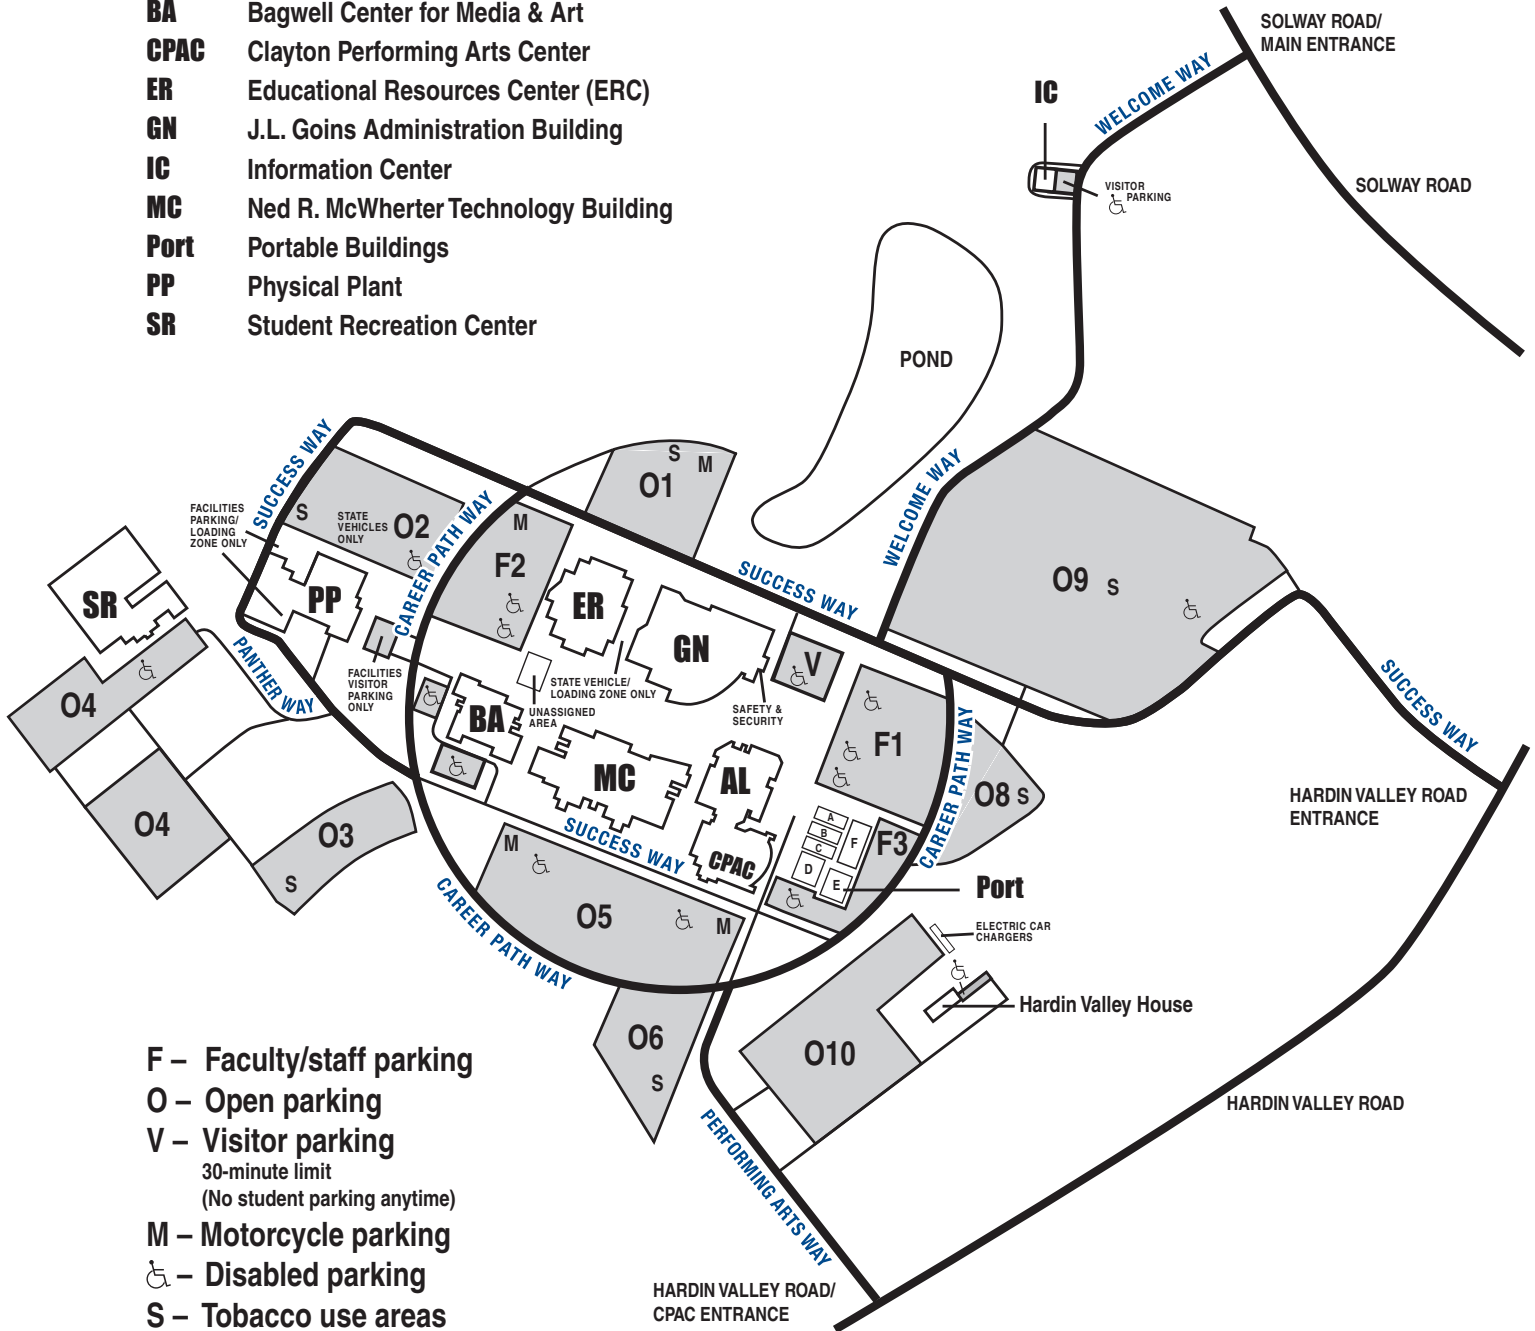 BA Bagwell Center for Media & Art
CPAC Clayton Performing Arts Center
ER Educational Resources Center (ERC)
GN J.L. Goins Administration Building
IC Information Center
MC Ned R. McWherter Technology Building
Port Portable Buildings
PP Physical Plant
SR Student Recreation Center
SOLWAY ROAD/
MAIN ENTRANCE
WELCOME WAY
IC
VISITOR
PARKING
SOLWAY ROAD
POND
WELCOME WAY
SUCCESS WAY
FACILITIES
PARKING/
LOADING
ZONE ONLY
S
STATE
VEHICLES
ONLY
O2
CAREER PATH WAY
S
M
O1
M
F2
SUCCESS WAY
O9 S
SR
PP
ER
GN
V
PANTHER WAY
FACILITIES
VISITOR
PARKING
ONLY
STATE VEHICLE/
LOADING ZONE ONLY
UNASSIGNED
AREA
SAFETY &
SECURITY
SUCCESS WAY
O4
BA
MC
AL
F1
CAREER PATH WAY
O8 S
HARDIN VALLEY ROAD
ENTRANCE
O4
O3
S
M
SUCCESS WAY
CPAC
A
B
C
D
E
F
F3
Port
CAREER PATH WAY
O5
M
ELECTRIC CAR
CHARGERS
Hardin Valley House
O6
S
O10
PERFORMING ARTS WAY
HARDIN VALLEY ROAD
HARDIN VALLEY ROAD/
CPAC ENTRANCE
F – Faculty/staff parking
O – Open parking
V – Visitor parking
30-minute limit
(No student parking anytime)
M – Motorcycle parking
– Disabled parking
S – Tobacco use areas